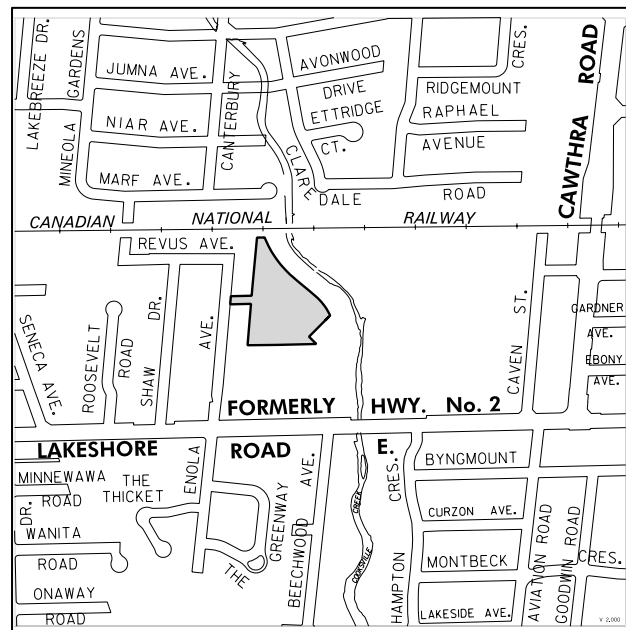 LAKEBREEZE DR.
MINEOLA GARDENS
JUMNA AVE.
NIAR AVE.
MARF AVE.
CANTERBURY
AVONWOOD
DRIVE
ETTRIDGE
CT.
CLARE
DALE ROAD
CRES.
RIDGEMOUNT
RAPHAEL
AVENUE
CAWTHRA ROAD
CANADIAN NATIONAL RAILWAY
REVUS AVE.
SENECA AVE.
ROOSEVELT
ROAD
SHAW DR.
AVE.
CAVEN ST.
GARDNER
AVE.
EBONY
AVE.
FORMERLY HWY. No. 2
LAKESHORE ROAD E.
MINNEWAWA
ROAD
DR.
WANITA
ROAD
ONAWAY
ROAD
THE
THICKET
ENOLA
THE GREENWAY
BEECHWOOD AVE.
CREEK
COOKSVILLE
HAMPTON CRES.
BYNGMOUNT
CURZON AVE.
MONTBECK
CRES.
LAKESIDE AVE.
AVIATION ROAD
GOODWIN ROAD
V 2.000